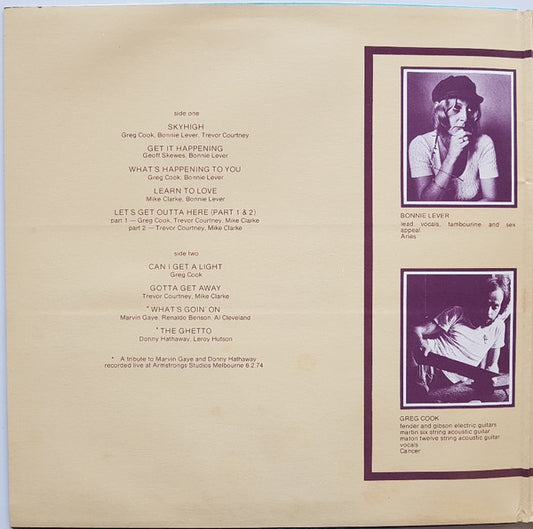 side one
SKYHIGH
Greg Cook, Bonnie Lever, Trevor Courtney
GET IT HAPPENING
Geoff Skewes, Bonnie Lever
WHAT'S HAPPENING TO YOU
Greg Cook, Bonnie Lever
LEARN TO LOVE
Mike Clarke, Bonnie Lever
LET'S GET OUTTA HERE (PART 1 & 2)
part 1 — Greg Cook, Trevor Courtney, Mike Clarke
part 2 — Trevor Courtney, Mike Clarke
side two
CAN I GET A LIGHT
Greg Cook
GOTTA GET AWAY
Trevor Courtney, Mike Clarke
* WHAT'S GOIN' ON
Marvin Gaye, Renaldo Benson, Al Cleveland
* THE GHETTO
Donny Hathaway, Leroy Hutson
* A tribute to Marvin Gaye and Donny Hathaway
recorded live at Armstrongs Studios Melbourne 6.2.74
BONNIE LEVER
lead vocals, tambourine and sex
appeal
Aries
GREG COOK
fender and gibson electric guitars
martin six string acoustic guitar
maton twelve string acoustic guitar
vocals
Cancer